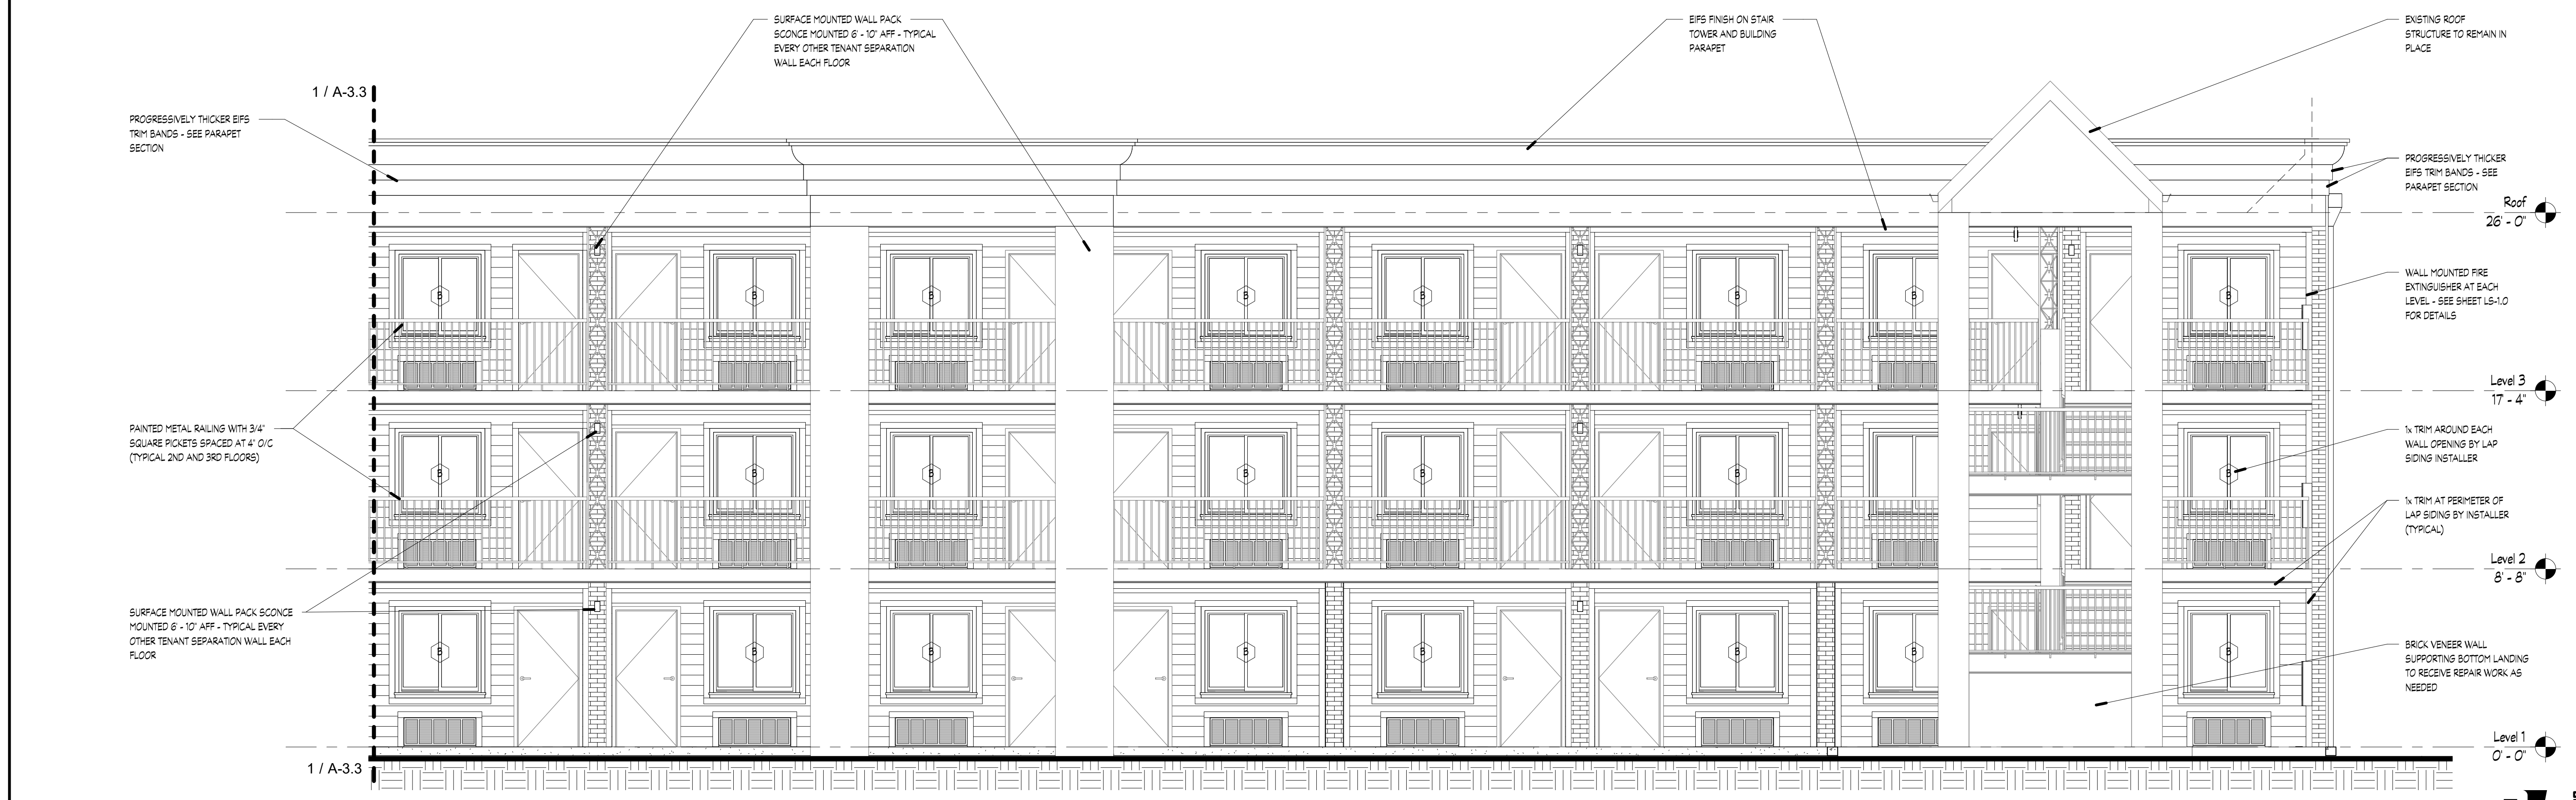 SURFACE MOUNTED WALL PACK
SCONCE MOUNTED 6' - 10" AFF - TYPICAL
EVERY OTHER TENANT SEPARATION
WALL EACH FLOOR
EIFS FINISH ON STAIR
TOWER AND BUILDING
PARAPET
EXISTING ROOF
STRUCTURE TO REMAIN IN
PLACE
1 / A-3.3
PROGRESSIVELY THICKER EIFS
TRIM BANDS - SEE PARAPET
SECTION
PROGRESSIVELY THICKER
EIFS TRIM BANDS - SEE
PARAPET SECTION
Roof
26' - 0"
WALL MOUNTED FIRE
EXTINGUISHER AT EACH
LEVEL - SEE SHEET LS-1.0
FOR DETAILS
B B B B B B B B
Level 3
17' - 4"
PAINTED METAL RAILING WITH 3/4"
SQUARE PICKETS SPACED AT 4" O/C
(TYPICAL 2ND AND 3RD FLOORS)
1x TRIM AROUND EACH
WALL OPENING BY LAP
SIDING INSTALLER
B B B B B B B
1x TRIM AT PERIMETER OF
LAP SIDING BY INSTALLER
(TYPICAL)
Level 2
8' - 8"
SURFACE MOUNTED WALL PACK SCONCE
MOUNTED 6' - 10" AFF - TYPICAL EVERY
OTHER TENANT SEPARATION WALL EACH
FLOOR
B B B B B B B B
BRICK VENEER WALL
SUPPORTING BOTTOM LANDING
TO RECEIVE REPAIR WORK AS
NEEDED
Level 1
0' - 0"
1 / A-3.3